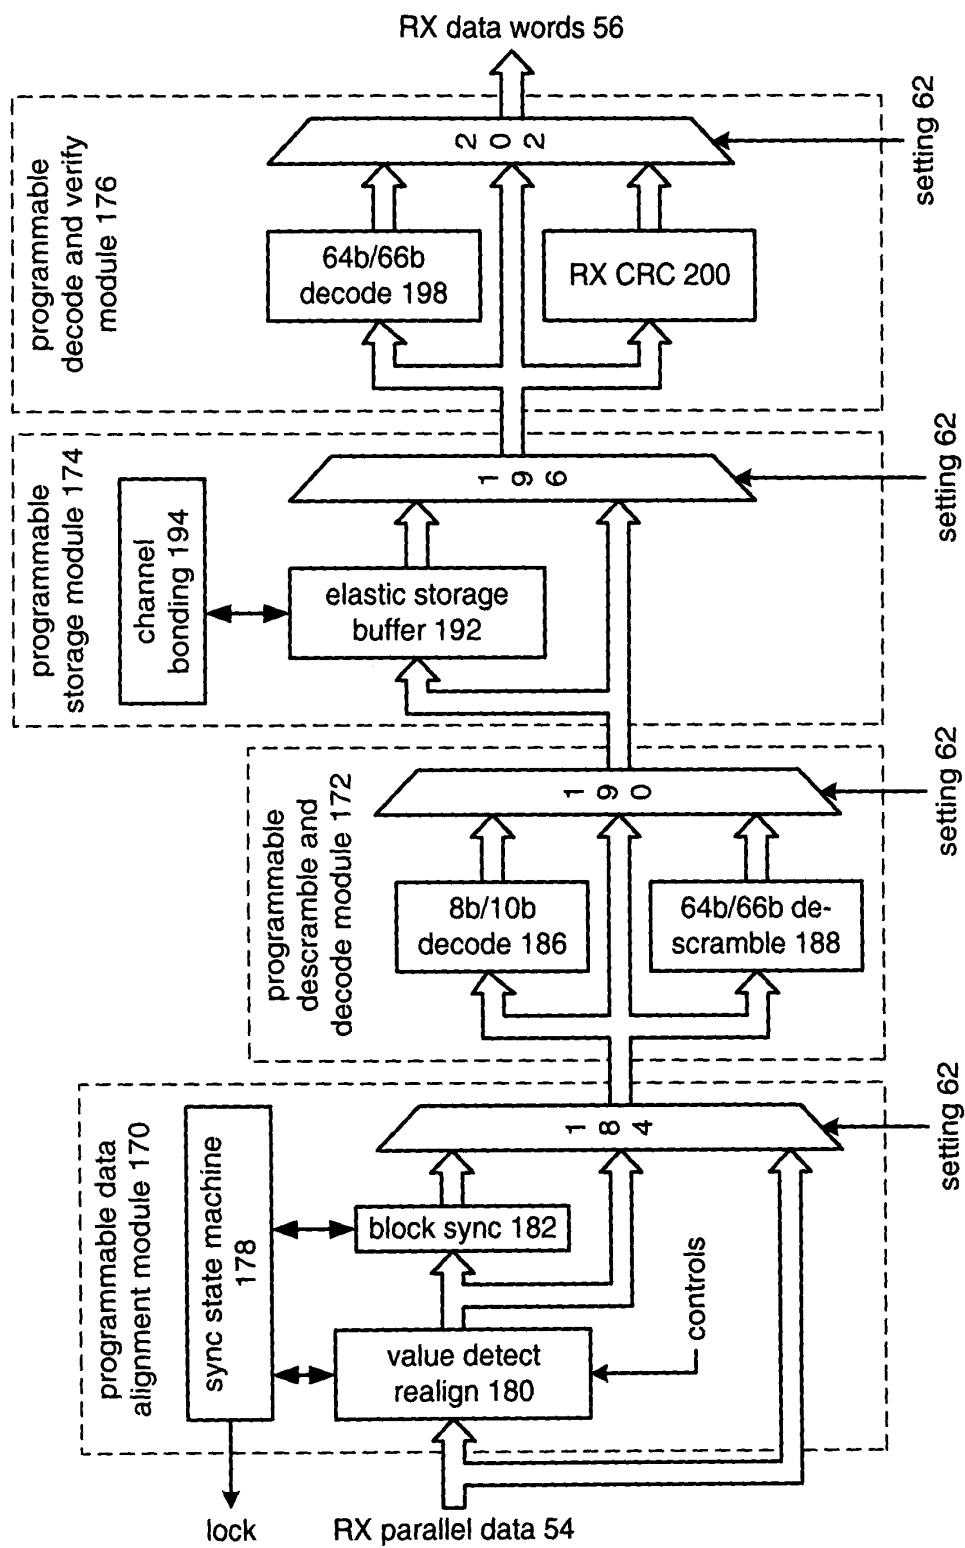 RX data words 56
programmable
decode and verify
module 176
202
setting 62
64b/66b
decode 198
RX CRC 200
programmable
storage module 174
196
setting 62
channel
bonding 194
elastic storage
buffer 192
programmable
descramble and
decode module 172
190
setting 62
8b/10b
decode 186
64b/66b de-
scramble 188
programmable data
alignment module 170
184
setting 62
sync state machine
178
block sync 182
value detect
realign 180
controls
lock
RX parallel data 54